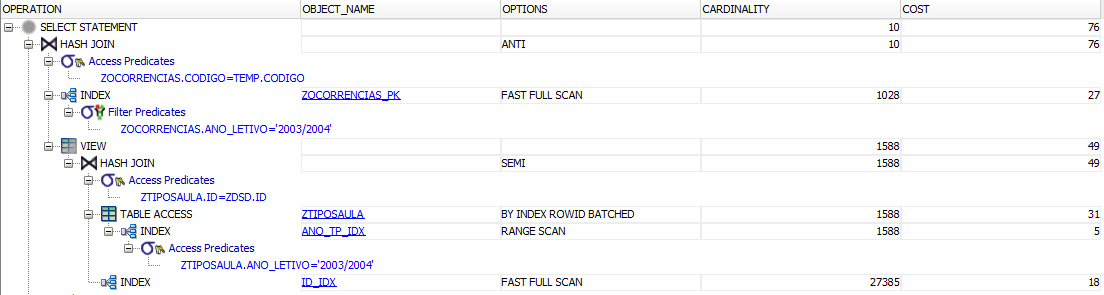 OPERATION OBJECT_NAME OPTIONS CARDINALITY COST
SELECT STATEMENT 10 76
HASH JOIN ANTI 10 76
Access Predicates
ZOCORRENCIAS.CODIGO=TEMP.CODIGO
INDEX ZOCORRENCIAS_PK FAST FULL SCAN 1028 27
Filter Predicates
ZOCORRENCIAS.ANO_LETIVO='2003/2004'
VIEW 1588 49
HASH JOIN SEMI 1588 49
Access Predicates
ZTIPOSAULA.ID=ZDSD.ID
TABLE ACCESS ZTIPOSAULA BY INDEX ROWID BATCHED 1588 31
INDEX ANO_TP_IDX RANGE SCAN 1588 5
Access Predicates
ZTIPOSAULA.ANO_LETIVO='2003/2004'
INDEX ID_IDX FAST FULL SCAN 27385 18